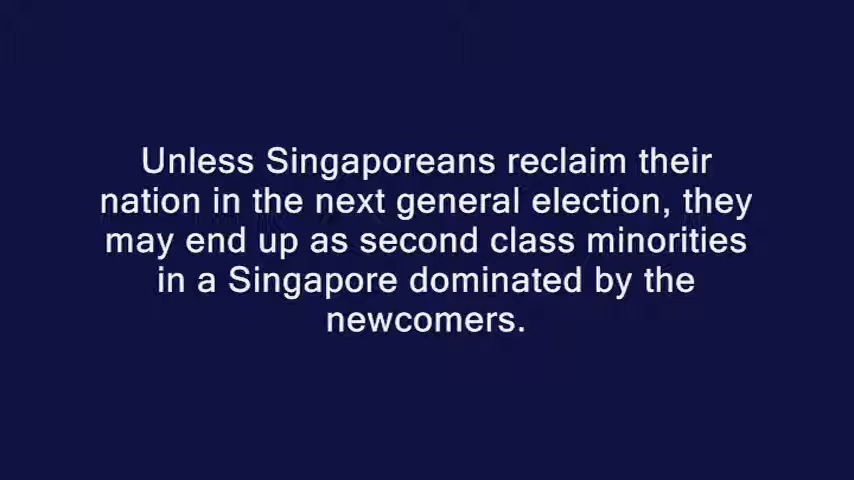 Unless Singaporeans reclaim their
nation in the next general election, they
may end up as second class minorities
in a Singapore dominated by the
newcomers.